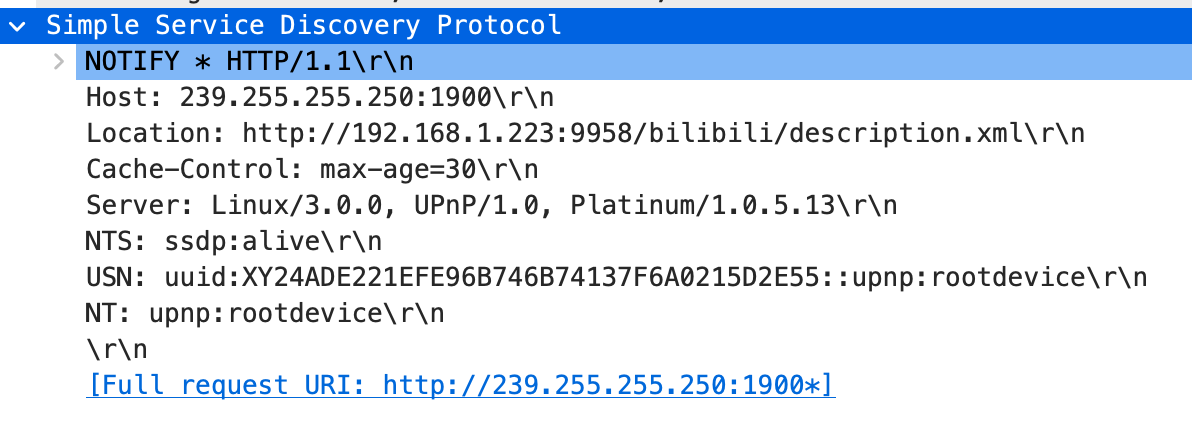 Simple Service Discovery Protocol
NOTIFY * HTTP/1.1\r\n
Host: 239.255.255.250:1900\r\n
Location: http://192.168.1.223:9958/bilibili/description.xml\r\n
Cache-Control: max-age=30\r\n
Server: Linux/3.0.0, UPnP/1.0, Platinum/1.0.5.13\r\n
NTS: ssdp:alive\r\n
USN: uuid:XY24ADE221EFE96B746B74137F6A0215D2E55::upnp:rootdevice\r\n
NT: upnp:rootdevice\r\n
\r\n
[Full request URI: http://239.255.255.250:1900*]